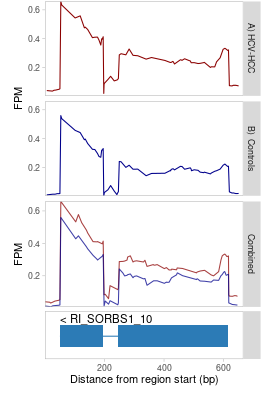 0.6
0.4
0.2
A) HCV-HCC
FPM
0.6
0.4
0.2
B) Controls
0.6
0.4
0.2
FPM
Combined
< RI_SORBS1_10
0 200 400 600
Distance from region start (bp)